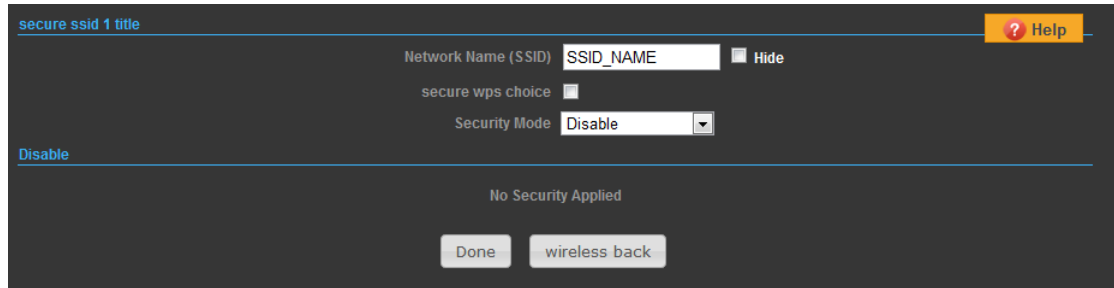 secure ssid 1 title
? Help
Network Name (SSID) SSID_NAME Hide
secure wps choice
Security Mode Disable
Disable
No Security Applied
Done wireless back